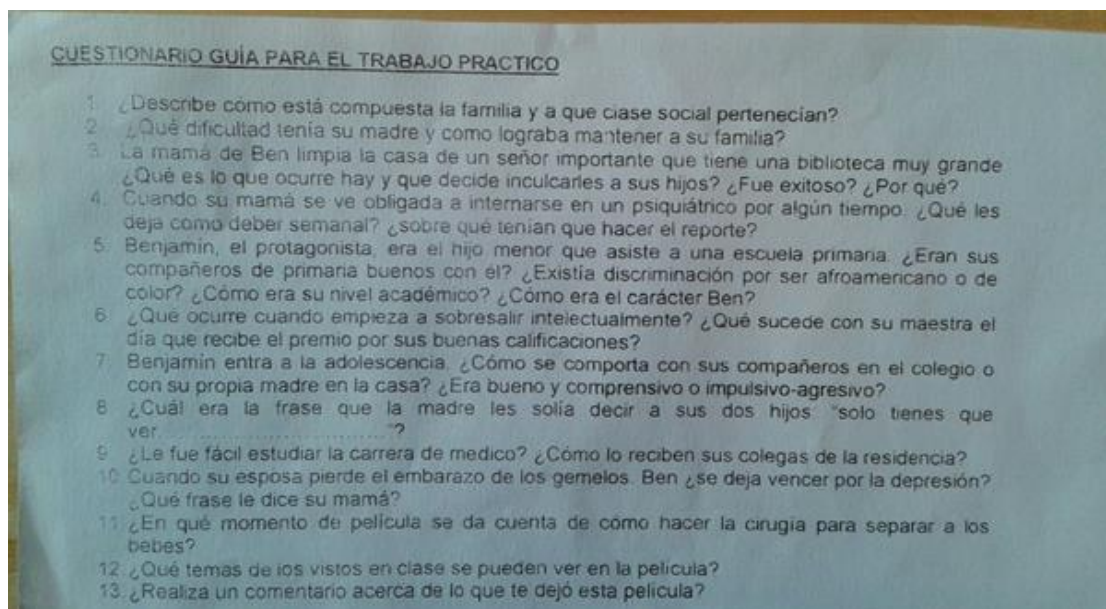 CUESTIONARIO GUÍA PARA EL TRABAJO PRACTICO
1. ¿Describe cómo está compuesta la familia y a que clase social pertenecían?
2. ¿Qué dificultad tenía su madre y como lograba mantener a su familia?
3. La mamá de Ben limpia la casa de un señor importante que tiene una biblioteca muy grande
¿Qué es lo que ocurre hay y que decide inculcarles a sus hijos? ¿Fue exitoso? ¿Por qué?
4. Cuando su mamá se ve obligada a internarse en un psiquiátrico por algún tiempo. ¿Qué les
deja como deber semanal? ¿sobre qué tenían que hacer el reporte?
5. Benjamín, el protagonista, era el hijo menor que asiste a una escuela primaria. ¿Eran sus
compañeros de primaria buenos con él? ¿Existía discriminación por ser afroamericano o de
color? ¿Cómo era su nivel académico? ¿Cómo era el carácter Ben?
6. ¿Qué ocurre cuando empieza a sobresalir intelectualmente? ¿Qué sucede con su maestra el
día que recibe el premio por sus buenas calificaciones?
7. Benjamín entra a la adolescencia. ¿Cómo se comporta con sus compañeros en el colegio o
con su propia madre en la casa? ¿Era bueno y comprensivo o impulsivo-agresivo?
8. ¿Cuál era la frase que la madre les solía decir a sus dos hijos "solo tienes que
ver..............................."?
9. ¿Le fue fácil estudiar la carrera de medico? ¿Cómo lo reciben sus colegas de la residencia?
10. Cuando su esposa pierde el embarazo de los gemelos. Ben ¿se deja vencer por la depresión?
¿Qué frase le dice su mamá?
11. ¿En qué momento de película se da cuenta de cómo hacer la cirugía para separar a los
bebes?
12. ¿Qué temas de los vistos en clase se pueden ver en la película?
13. ¿Realiza un comentario acerca de lo que te dejó esta película?